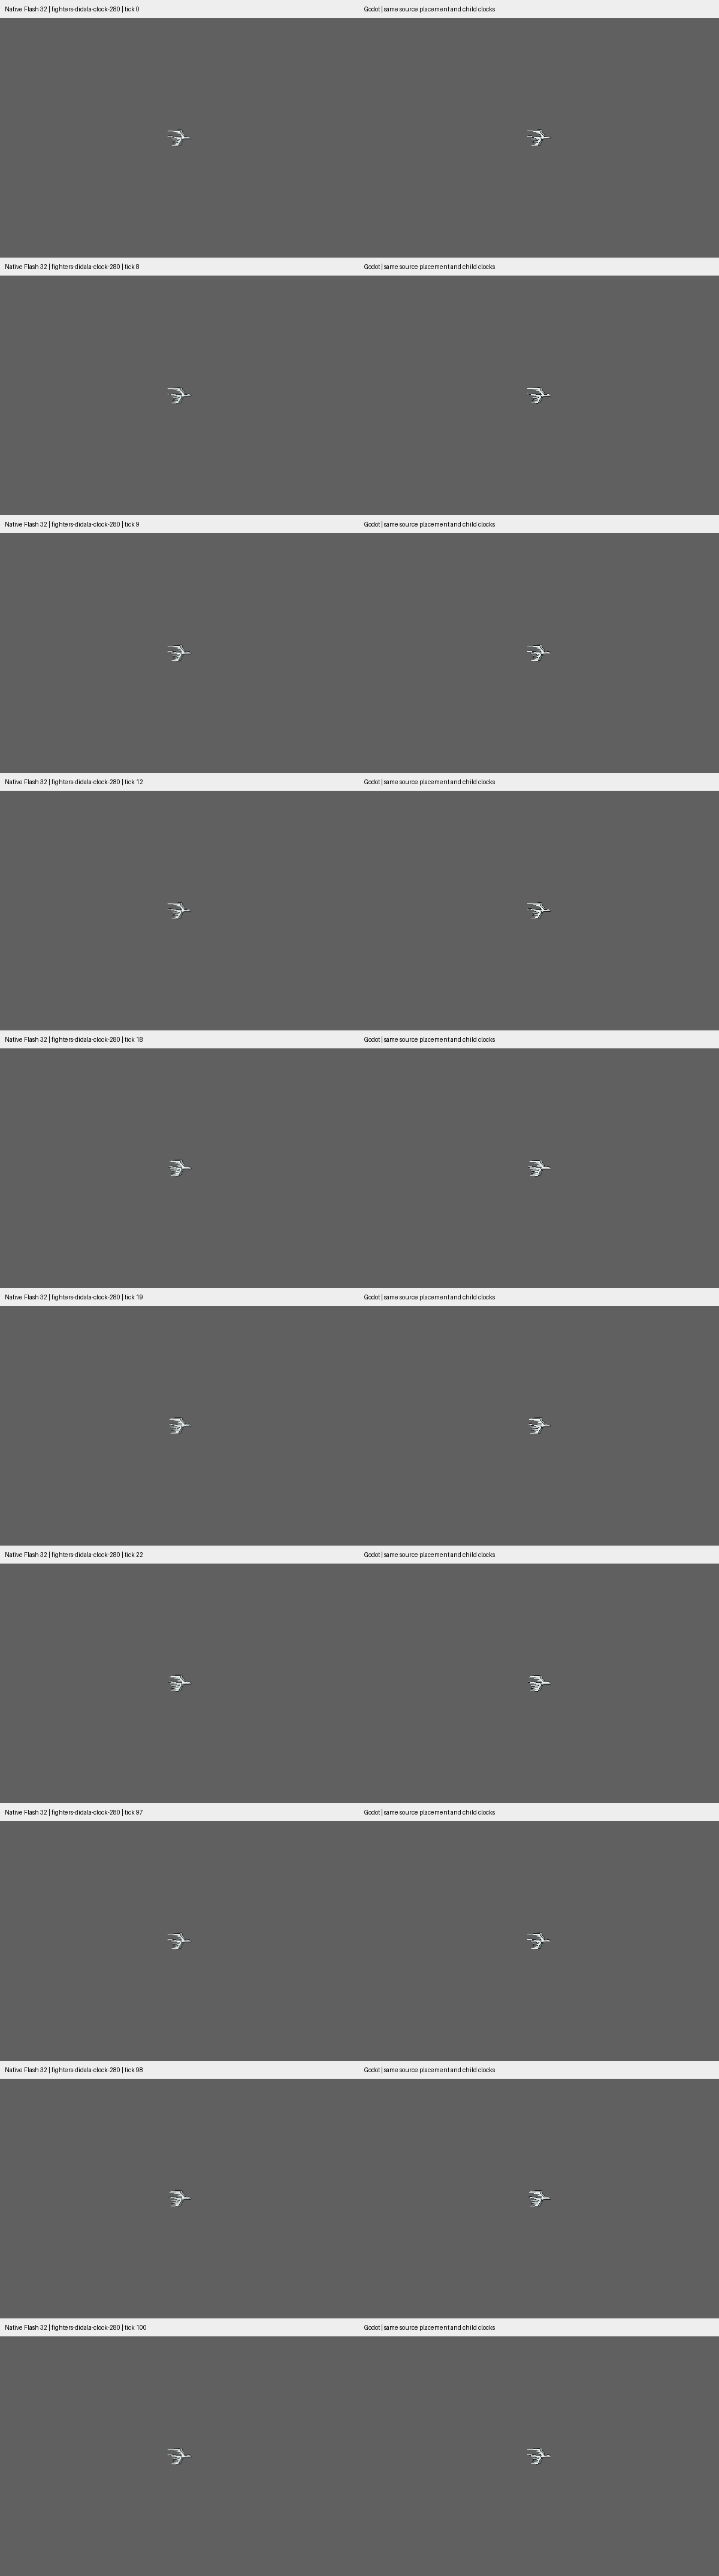 Native Flash 32 | fighters-didala-clock-280 | tick 0
Godot | same source placement and child clocks
Native Flash 32 | fighters-didala-clock-280 | tick 8
Godot | same source placement and child clocks
Native Flash 32 | fighters-didala-clock-280 | tick 9
Godot | same source placement and child clocks
Native Flash 32 | fighters-didala-clock-280 | tick 12
Godot | same source placement and child clocks
Native Flash 32 | fighters-didala-clock-280 | tick 18
Godot | same source placement and child clocks
Native Flash 32 | fighters-didala-clock-280 | tick 19
Godot | same source placement and child clocks
Native Flash 32 | fighters-didala-clock-280 | tick 22
Godot | same source placement and child clocks
Native Flash 32 | fighters-didala-clock-280 | tick 97
Godot | same source placement and child clocks
Native Flash 32 | fighters-didala-clock-280 | tick 98
Godot | same source placement and child clocks
Native Flash 32 | fighters-didala-clock-280 | tick 100
Godot | same source placement and child clocks